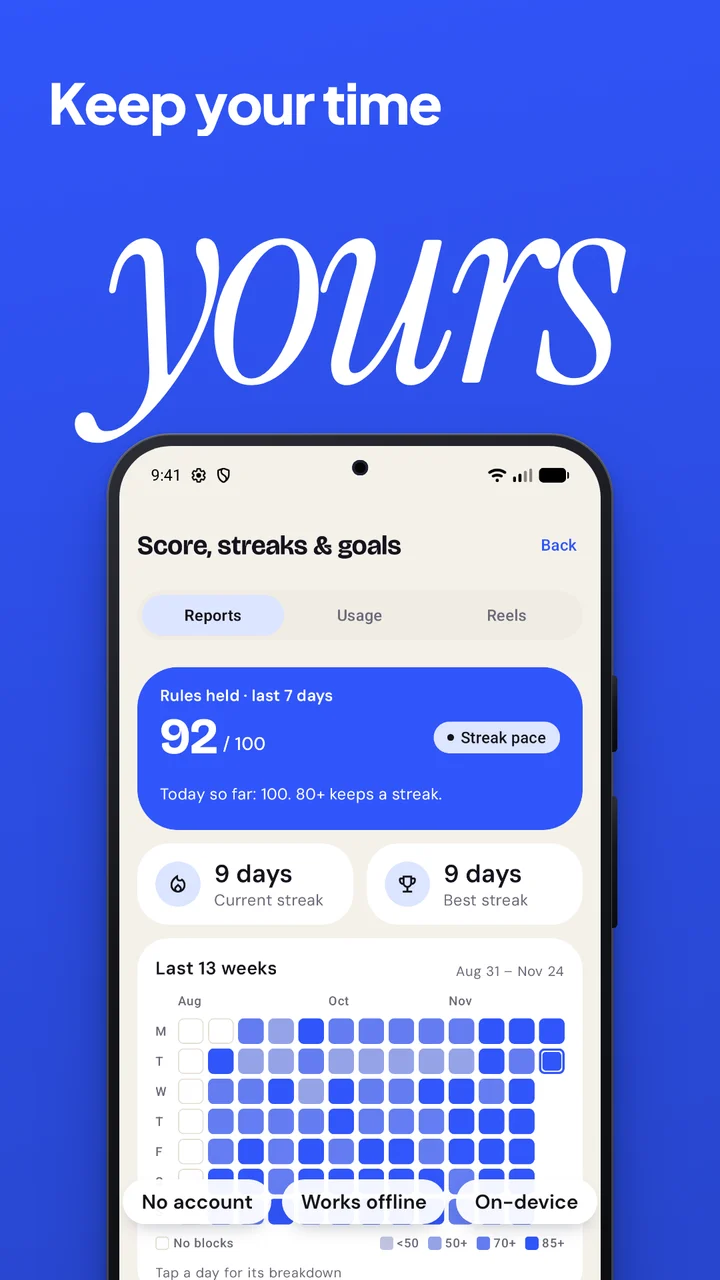 Keep your time
yours
9:41
Score, streaks & goals
Back
Reports
Usage
Reels
Rules held · last 7 days
92 / 100
Streak pace
Today so far: 100. 80+ keeps a streak.
9 days
Current streak
9 days
Best streak
Last 13 weeks
Aug 31 – Nov 24
Aug Oct Nov
M
T
W
T
F
No account
Works offline
On-device
No blocks
<50 50+ 70+ 85+
Tap a day for its breakdown